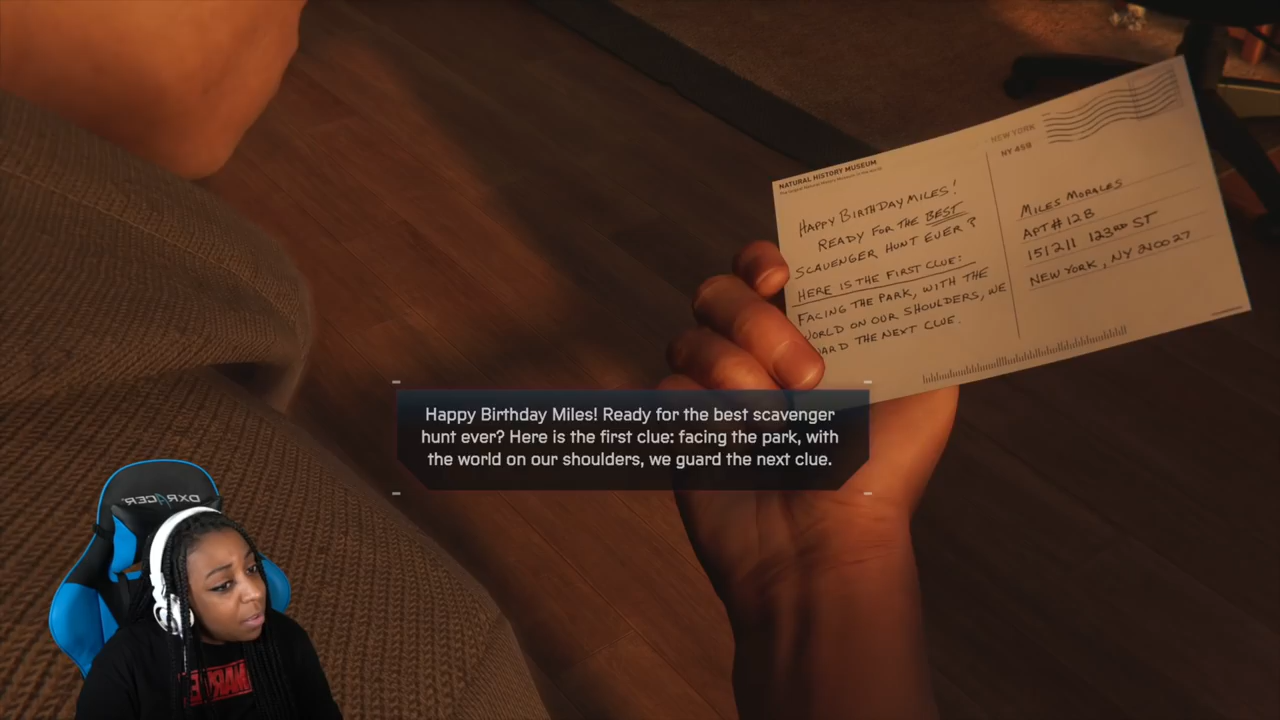 NATURAL HISTORY MUSEUM
HAPPY BIRTHDAY MILES!
READY FOR THE BEST
SCAVENGER HUNT EVER?
HERE IS THE FIRST CLUE:
FACING THE PARK, WITH THE
WORLD ON OUR SHOULDERS, WE
GUARD THE NEXT CLUE.
NEW YORK
NY 459
MILES MORALES
APT # 12B
151211 123RD ST
NEW YORK, NY 210027
Happy Birthday Miles! Ready for the best scavenger
hunt ever? Here is the first clue: facing the park, with
the world on our shoulders, we guard the next clue.
DXRACER